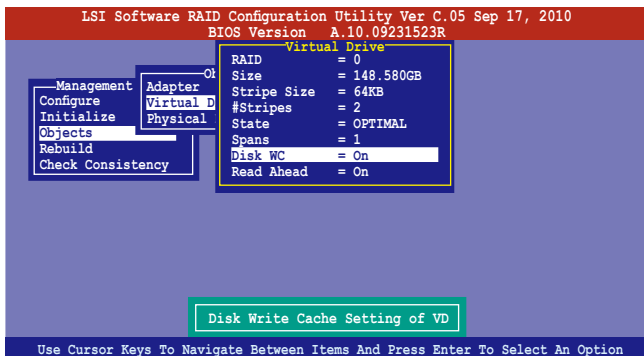 LSI Software RAID Configuration Utility Ver C.05 Sep 17, 2010
BIOS Version A.10.09231523R
Management
Configure
Initialize
Objects
Rebuild
Check Consistency
Adapter
Virtual D
Physical
Virtual Drive
RAID = 0
Size = 148.580GB
Stripe Size = 64KB
#Stripes = 2
State = OPTIMAL
Spans = 1
Disk WC = On
Read Ahead = On
Disk Write Cache Setting of VD
Use Cursor Keys To Navigate Between Items And Press Enter To Select An Option